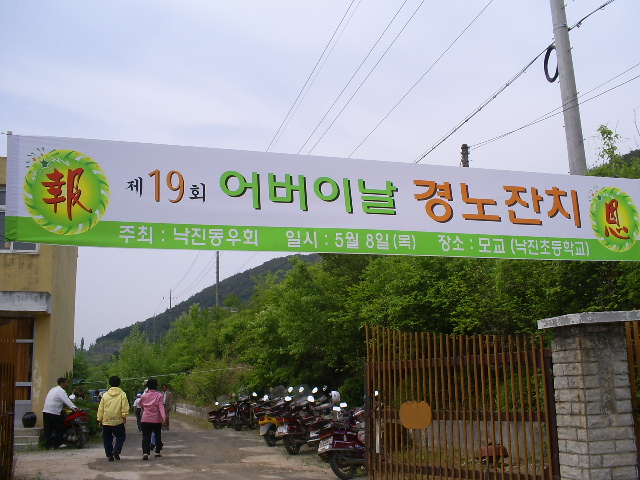 報 제19회 어버이날 경노잔치 恩
주최 : 낙진동우회 일시 : 5월 8일(목) 장소 : 모교 (낙진초등학교)